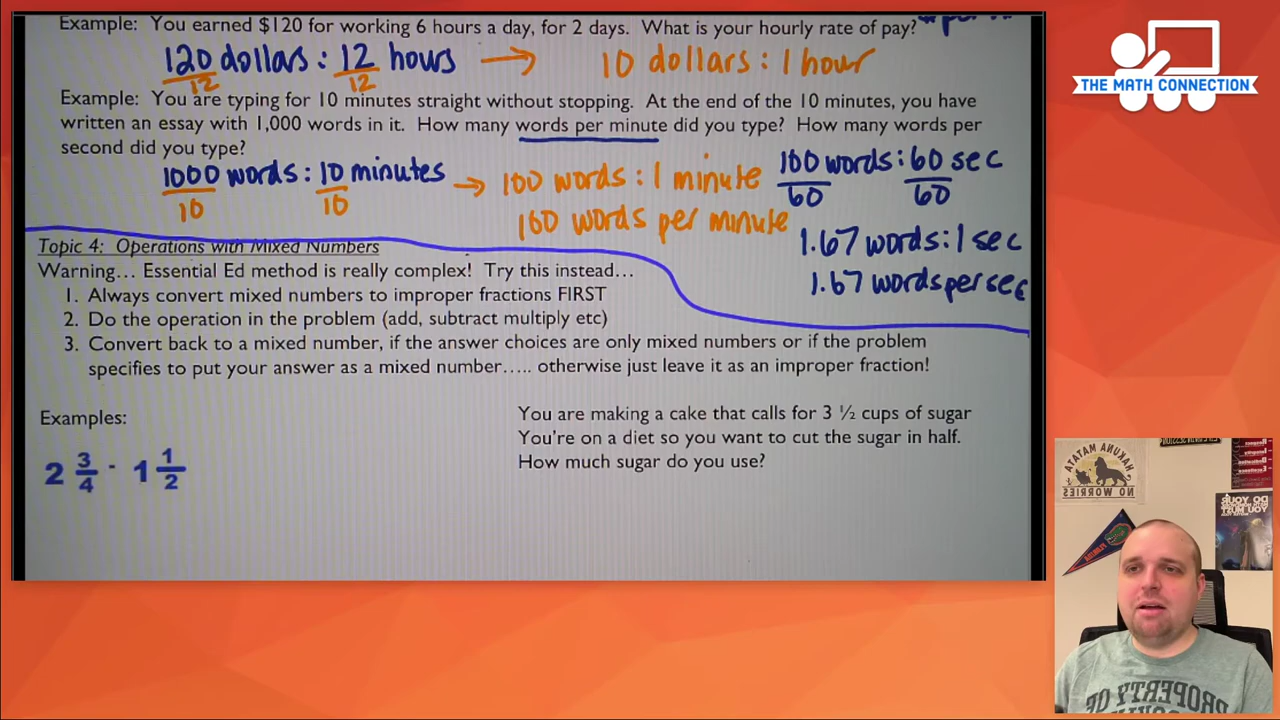 Example: You earned $120 for working 6 hours a day, for 2 days. What is your hourly rate of pay?
120 dollars : 12 hours → 10 dollars : 1 hour
12 12
Example: You are typing for 10 minutes straight without stopping. At the end of the 10 minutes, you have
written an essay with 1,000 words in it. How many words per minute did you type? How many words per
second did you type?
1000 words : 10 minutes → 100 words : 1 minute
10 10
100 words per minute
100 words : 60 sec
60 60
1.67 words : 1 sec
1.67 words per sec
Topic 4: Operations with Mixed Numbers
Warning… Essential Ed method is really complex! Try this instead…
1. Always convert mixed numbers to improper fractions FIRST
2. Do the operation in the problem (add, subtract multiply etc)
3. Convert back to a mixed number, if the answer choices are only mixed numbers or if the problem
specifies to put your answer as a mixed number….. otherwise just leave it as an improper fraction!
Examples:
2 3/4 - 1 1/2
You are making a cake that calls for 3 ½ cups of sugar
You're on a diet so you want to cut the sugar in half.
How much sugar do you use?
THE MATH CONNECTION
HAKUNA MATATA
NO WORRIES
FLORIDA
DO YOUR
YOU MUST
PROPERTY OF